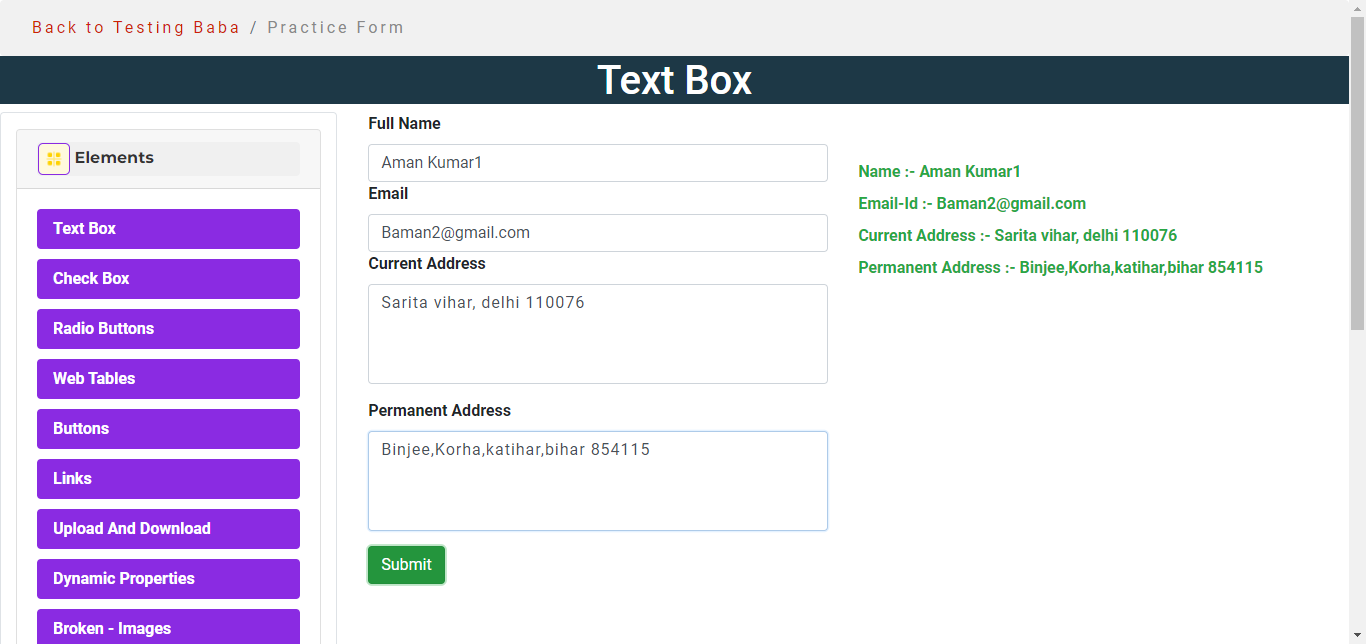 Back to Testing Baba / Practice Form
Text Box
Elements
Text Box
Check Box
Radio Buttons
Web Tables
Buttons
Links
Upload And Download
Dynamic Properties
Broken - Images
Full Name
Aman Kumar1
Email
Baman2@gmail.com
Current Address
Sarita vihar, delhi 110076
Permanent Address
Binjee,Korha,katihar,bihar 854115
Submit
Name :- Aman Kumar1
Email-Id :- Baman2@gmail.com
Current Address :- Sarita vihar, delhi 110076
Permanent Address :- Binjee,Korha,katihar,bihar 854115